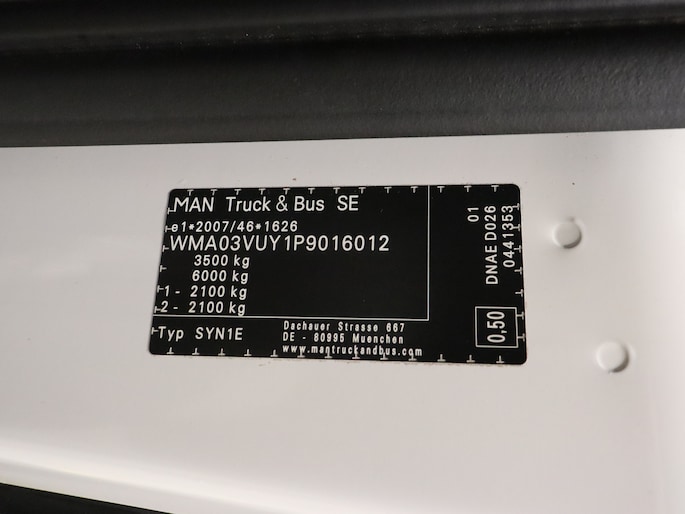 MAN Truck & Bus SE
e1*2007/46*1626
WMA03VUY1P9016012
3500 kg
6000 kg
1 - 2100 kg
2 - 2100 kg
Typ SYN1E
Dachauer Strasse 667
DE - 80995 Muenchen
www.mantruckandbus.com
01
DNAE D026
0441353
0,50